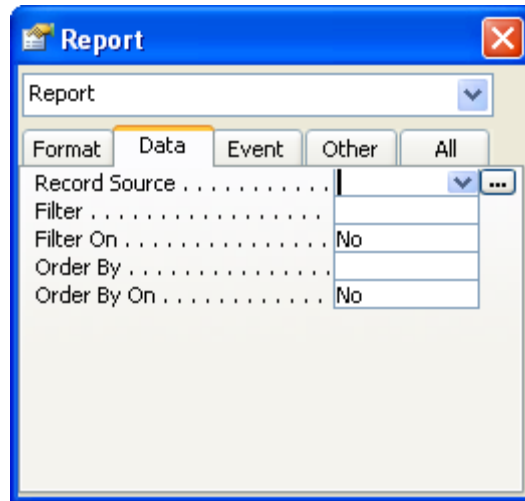 Report
Report
Format Data Event Other All
Record Source . . . . . . . . . . . ...
Filter . . . . . . . . . . . . . . . . . .
Filter On . . . . . . . . . . . . . . . No
Order By . . . . . . . . . . . . . . .
Order By On . . . . . . . . . . . . No